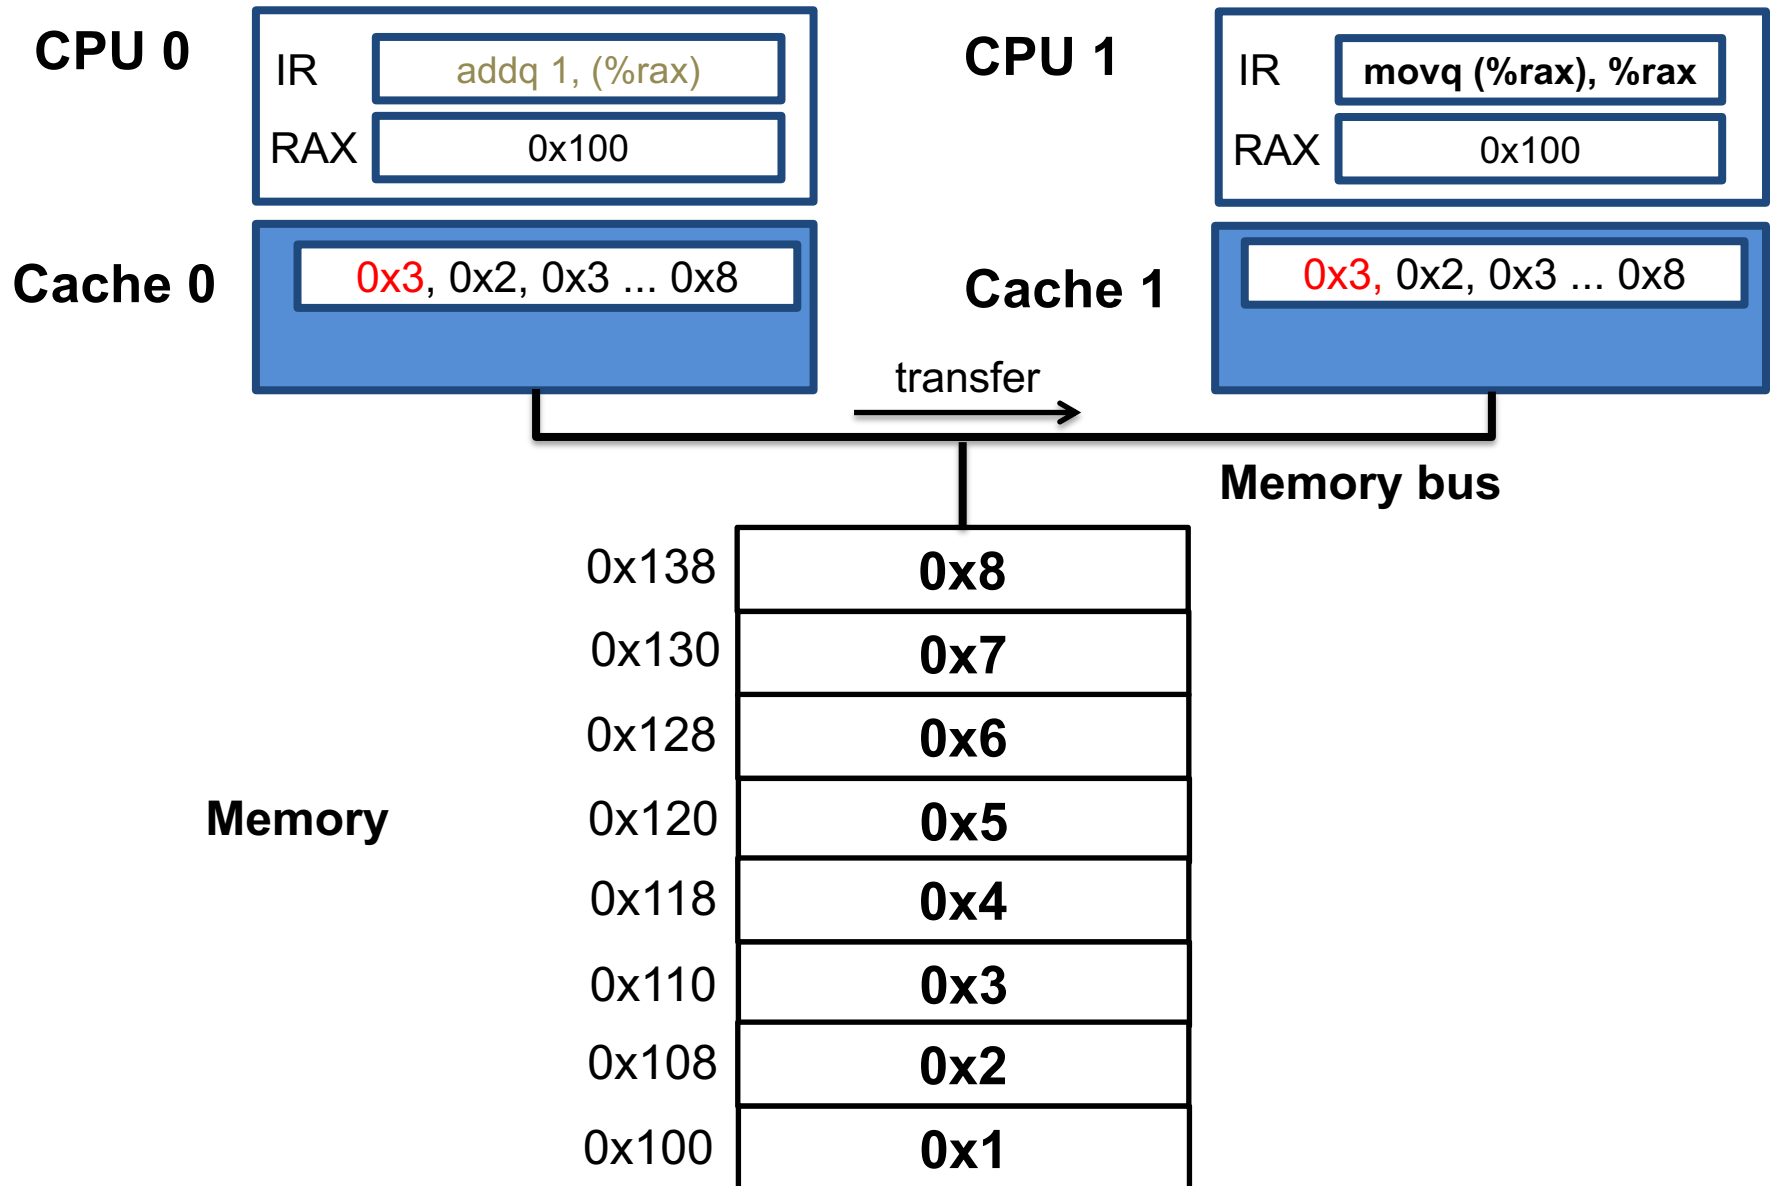 CPU 0
IR
addq 1, (%rax)
RAX
0x100
CPU 1
IR
movq (%rax), %rax
RAX
0x100
Cache 0
0x3, 0x2, 0x3 ... 0x8
Cache 1
0x3, 0x2, 0x3 ... 0x8
transfer
Memory bus
0x138
0x8
0x130
0x7
0x128
0x6
Memory
0x120
0x5
0x118
0x4
0x110
0x3
0x108
0x2
0x100
0x1